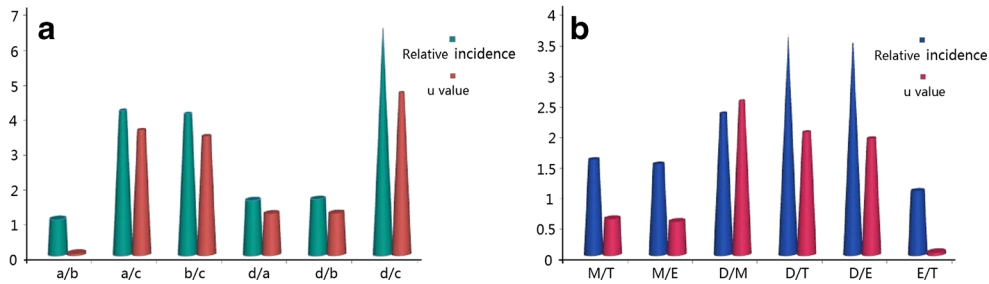 a
7
6
5
4
3
2
1
0
Relative incidence
u value
a/b a/c b/c d/a d/b d/c
b
4
3.5
3
2.5
2
1.5
1
0.5
0
Relative incidence
u value
M/T M/E D/M D/T D/E E/T